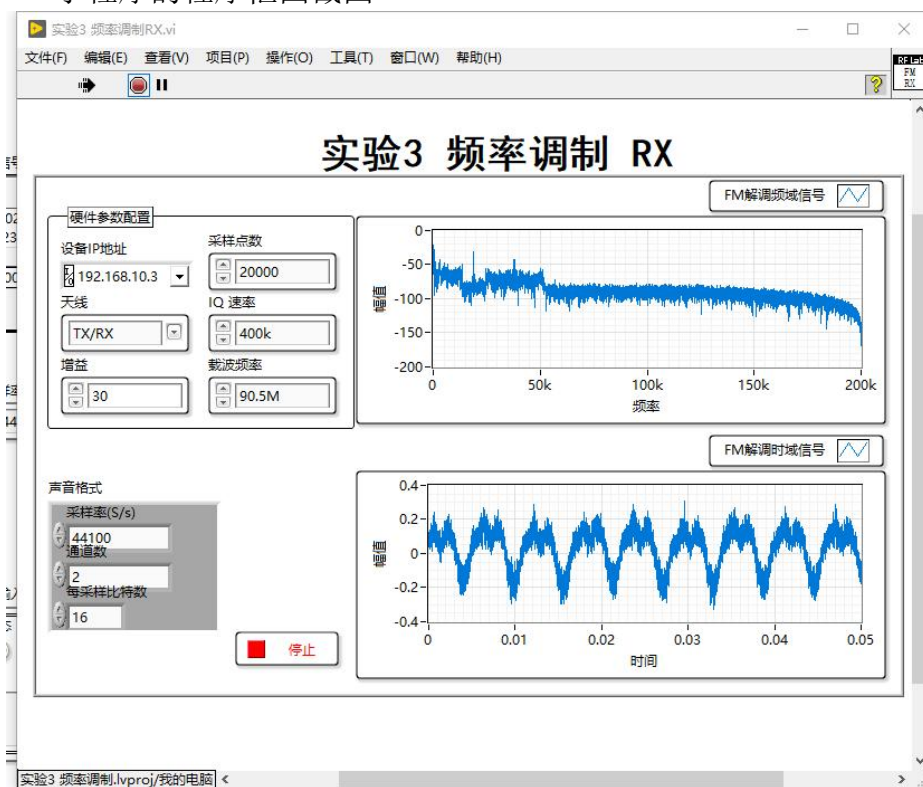 实验3 频率调制RX.vi
文件(F) 编辑(E) 查看(V) 项目(P) 操作(O) 工具(T) 窗口(W) 帮助(H)
FM
RX
实验3 频率调制 RX
硬件参数配置
设备IP地址
192.168.10.3
天线
TX/RX
增益
30
采样点数
20000
IQ 速率
400k
载波频率
90.5M
FM解调频域信号
幅值
0
-50
-100
-150
-200
0 50k 100k 150k 200k
频率
声音格式
采样率(S/s)
44100
通道数
2
每采样比特数
16
停止
FM解调时域信号
幅值
0.4
0.2
0
-0.2
-0.4
0 0.01 0.02 0.03 0.04 0.05
时间
实验3 频率调制.lvproj/我的电脑